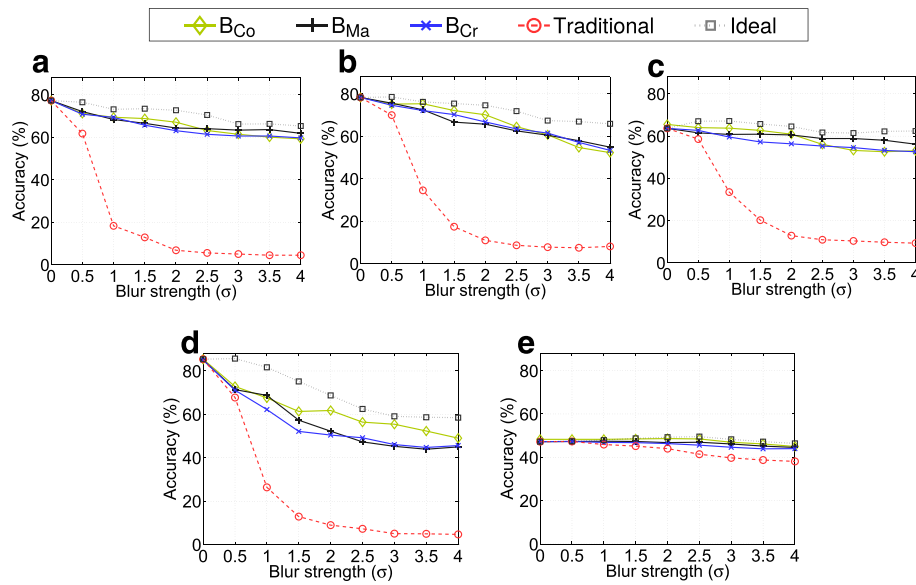 B_Co B_Ma B_Cr Traditional Ideal
a
80
60
40
20
0
Accuracy (%)
0 0.5 1 1.5 2 2.5 3 3.5 4
Blur strength (σ)
b
80
60
40
20
0
Accuracy (%)
0 0.5 1 1.5 2 2.5 3 3.5 4
Blur strength (σ)
c
80
60
40
20
0
Accuracy (%)
0 0.5 1 1.5 2 2.5 3 3.5 4
Blur strength (σ)
d
80
60
40
20
0
Accuracy (%)
0 0.5 1 1.5 2 2.5 3 3.5 4
Blur strength (σ)
e
80
60
40
20
0
Accuracy (%)
0 0.5 1 1.5 2 2.5 3 3.5 4
Blur strength (σ)